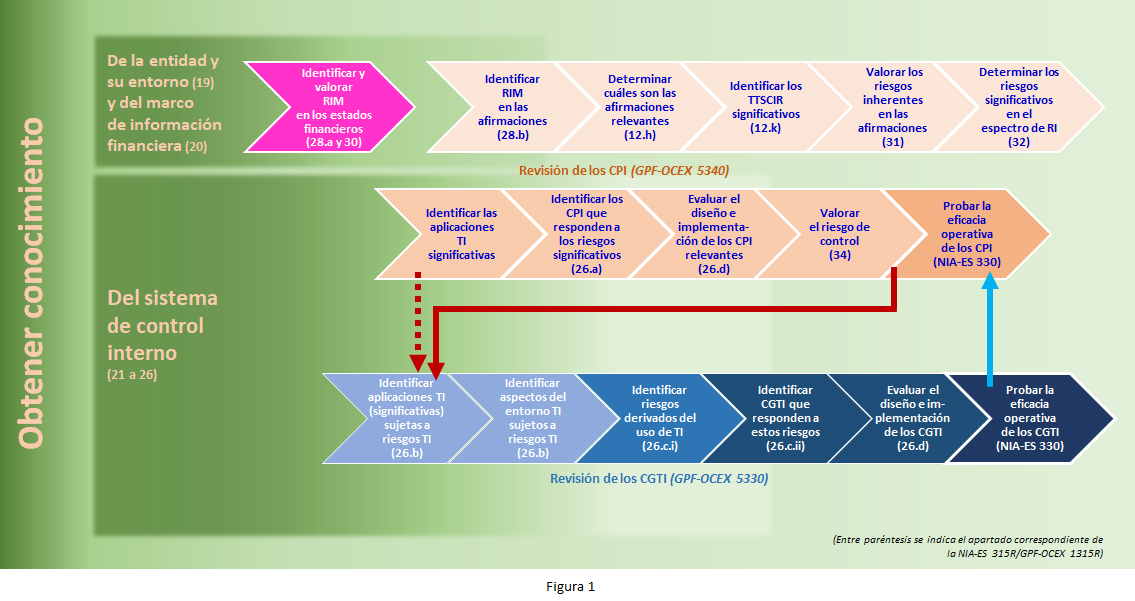 Obtener conocimiento
De la entidad y
su entorno (19)
y del marco
de información
financiera (20)
Identificar y
valorar
RIM
en los estados
financieros
(28.a y 30)
Identificar
RIM
en las
afirmaciones
(28.b)
Determinar
cuáles son las
afirmaciones
relevantes
(12.h)
Identificar los
TTSCIR
significativos
(12.k)
Valorar los
riesgos
inherentes
en las
afirmaciones
(31)
Determinar los
riesgos
significativos
en el
espectro de RI
(32)
Revisión de los CPI (GPF-OCEX 5340)
Del sistema
de control
interno
(21 a 26)
Identificar las
aplicaciones
TI
significativas
Identificar los
CPI que
responden a
los riesgos
significativos
(26.a)
Evaluar el
diseño e
implementa-
ción de los CPI
relevantes
(26.d)
Valorar
el riesgo de
control
(34)
Probar la
eficacia
operativa
de los CPI
(NIA-ES 330)
Identificar
aplicaciones TI
(significativas)
sujetas a
riesgos TI
(26.b)
Identificar
aspectos del
entorno TI
sujetos a
riesgos TI
(26.b)
Identificar
riesgos
derivados del
uso de TI
(26.c.i)
Identificar
CGTI que
responden a
estos riesgos
(26.c.ii)
Evaluar el
diseño e im-
plementación
de los CGTI
(26.d)
Probar la
eficacia
operativa
de los CGTI
(NIA-ES 330)
Revisión de los CGTI (GPF-OCEX 5330)
(Entre paréntesis se indica el apartado correspondiente de
la NIA-ES 315R/GPF-OCEX 1315R)
Figura 1